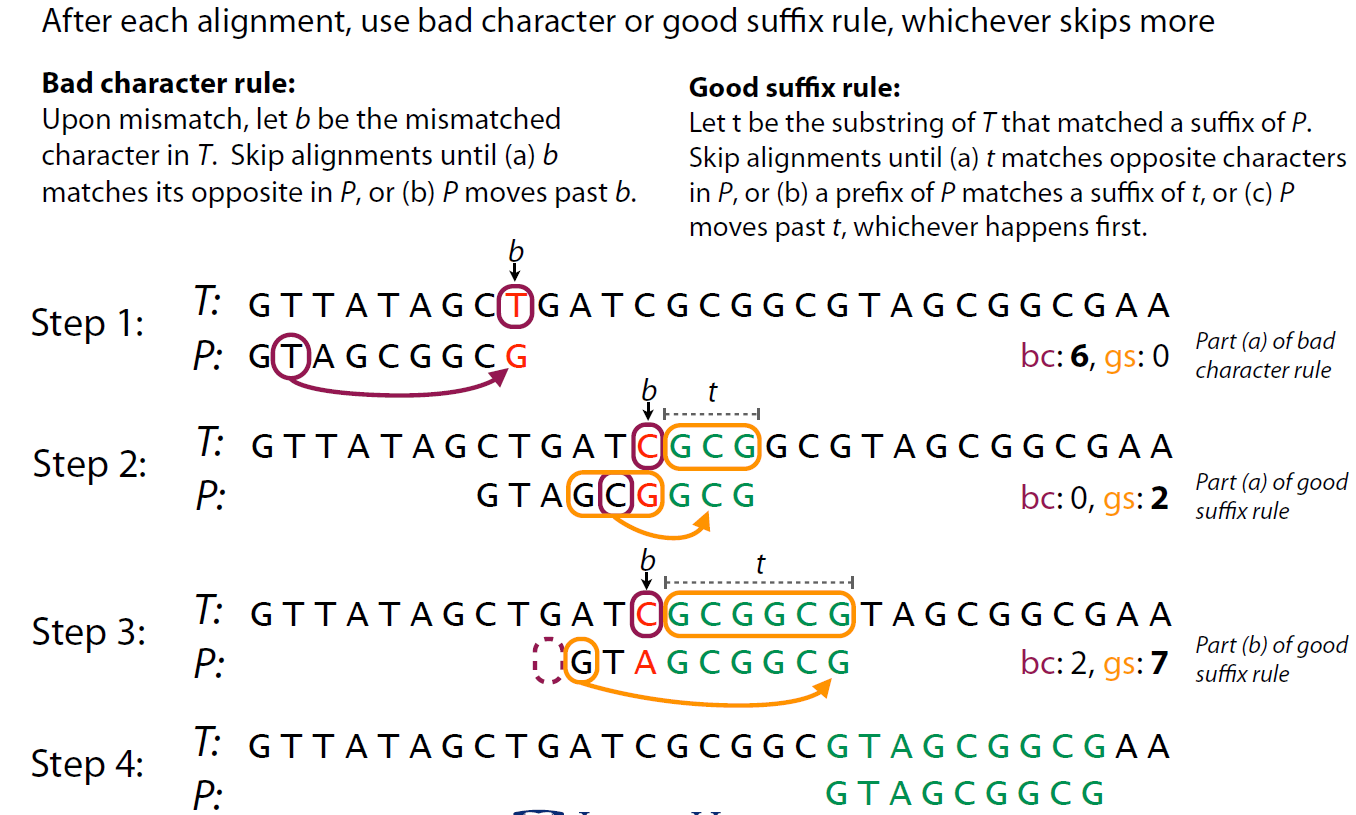 After each alignment, use bad character or good suffix rule, whichever skips more
Bad character rule:
Upon mismatch, let b be the mismatched
character in T. Skip alignments until (a) b
matches its opposite in P, or (b) P moves past b.
Good suffix rule:
Let t be the substring of T that matched a suffix of P.
Skip alignments until (a) t matches opposite characters
in P, or (b) a prefix of P matches a suffix of t, or (c) P
moves past t, whichever happens first.
b
Step 1:
T: G T T A T A G C T G A T C G C G G C G T A G C G G C G A A
P: G T A G C G G C G
bc: 6, gs: 0
Part (a) of bad
character rule
b t
Step 2:
T: G T T A T A G C T G A T C G C G G C G T A G C G G C G A A
P: G T A G C G G C G
bc: 0, gs: 2
Part (a) of good
suffix rule
b t
Step 3:
T: G T T A T A G C T G A T C G C G G C G T A G C G G C G A A
P: G T A G C G G C G
bc: 2, gs: 7
Part (b) of good
suffix rule
Step 4:
T: G T T A T A G C T G A T C G C G G C G T A G C G G C G A A
P: G T A G C G G C G